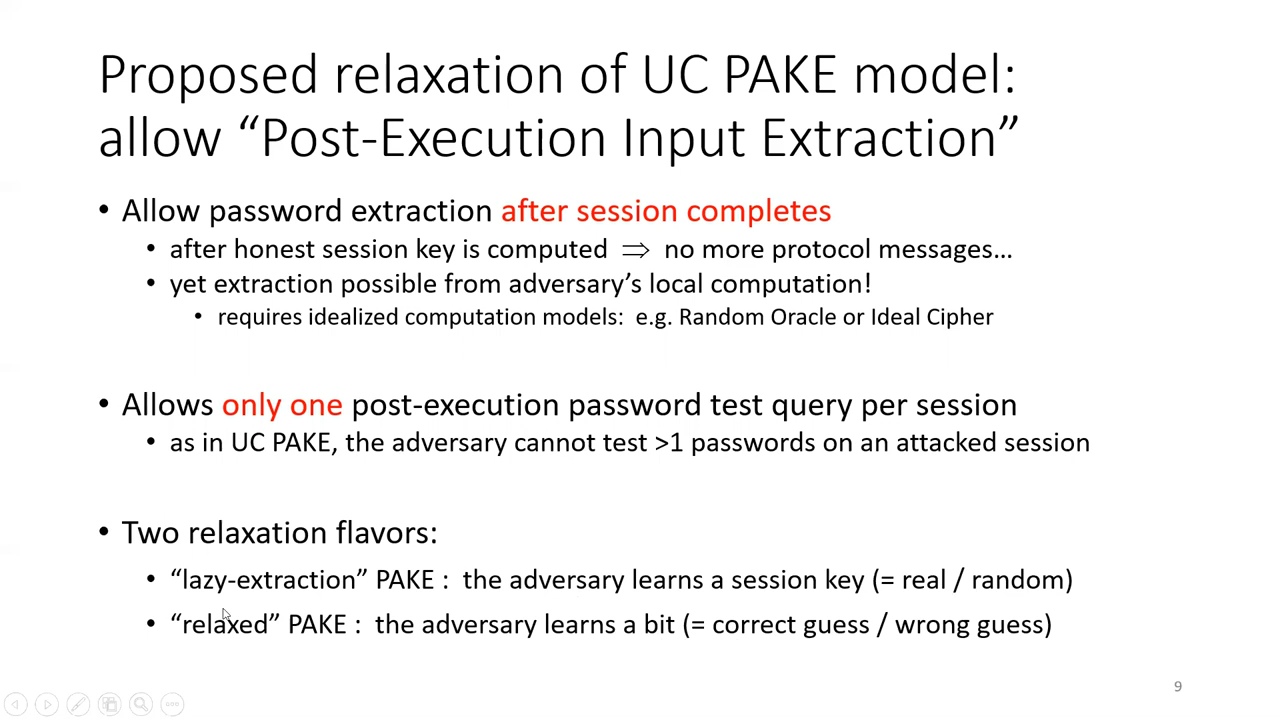 Proposed relaxation of UC PAKE model:
allow “Post-Execution Input Extraction”
• Allow password extraction after session completes
• after honest session key is computed ⇒ no more protocol messages…
• yet extraction possible from adversary’s local computation!
• requires idealized computation models: e.g. Random Oracle or Ideal Cipher
• Allows only one post-execution password test query per session
• as in UC PAKE, the adversary cannot test >1 passwords on an attacked session
• Two relaxation flavors:
• “lazy-extraction” PAKE : the adversary learns a session key (= real / random)
• “relaxed” PAKE : the adversary learns a bit (= correct guess / wrong guess)
9